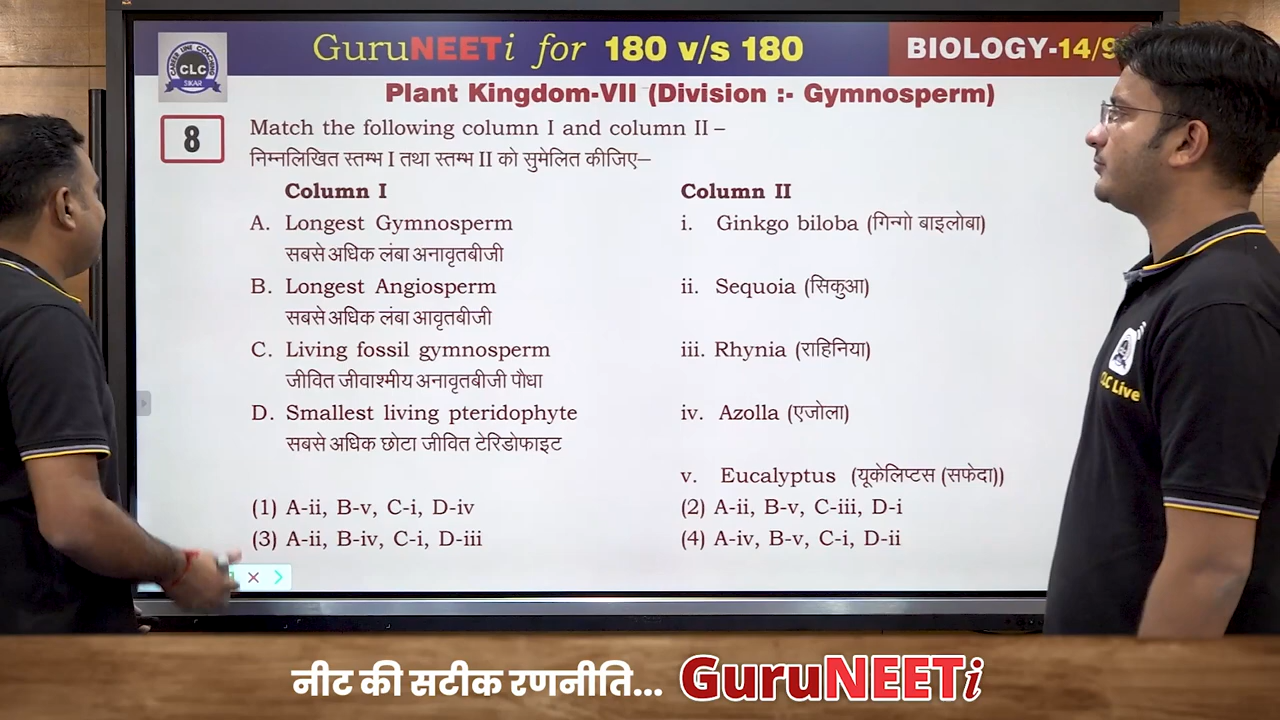 CAREER LINE COACHING
CLC
SIKAR
GuruNEETi for 180 v/s 180
BIOLOGY-14/9
Plant Kingdom-VII (Division :- Gymnosperm)
8
Match the following column I and column II –
निम्नलिखित स्तम्भ I तथा स्तम्भ II को सुमेलित कीजिए–
Column I Column II
A. Longest Gymnosperm i. Ginkgo biloba (गिन्गो बाइलोबा)
सबसे अधिक लंबा अनावृतबीजी
B. Longest Angiosperm ii. Sequoia (सिकुआ)
सबसे अधिक लंबा आवृतबीजी
C. Living fossil gymnosperm iii. Rhynia (राहिनिया)
जीवित जीवाश्मीय अनावृतबीजी पौधा
D. Smallest living pteridophyte iv. Azolla (एजोला)
सबसे अधिक छोटा जीवित टेरिडोफाइट
v. Eucalyptus (यूकेलिप्टस (सफेदा))
(1) A-ii, B-v, C-i, D-iv (2) A-ii, B-v, C-iii, D-i
(3) A-ii, B-iv, C-i, D-iii (4) A-iv, B-v, C-i, D-ii
CLC Live
नीट की सटीक रणनीति... GuruNEETi